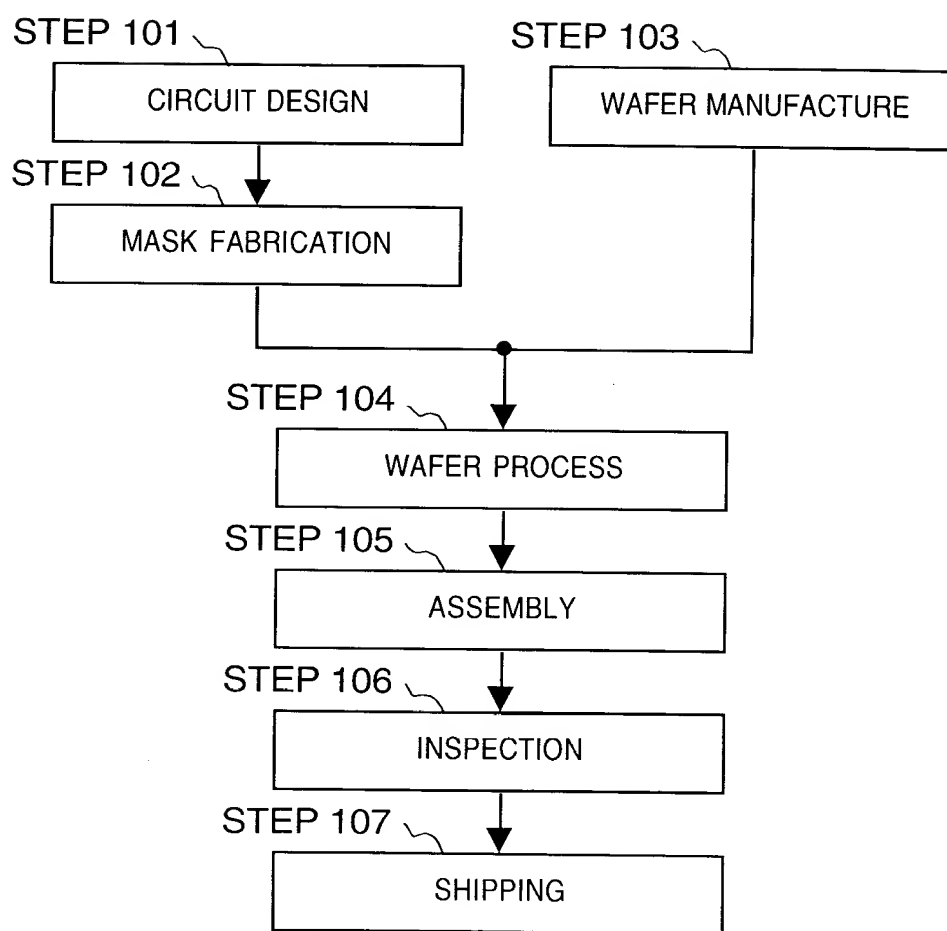 STEP 101
CIRCUIT DESIGN
STEP 102
MASK FABRICATION
STEP 103
WAFER MANUFACTURE
STEP 104
WAFER PROCESS
STEP 105
ASSEMBLY
STEP 106
INSPECTION
STEP 107
SHIPPING